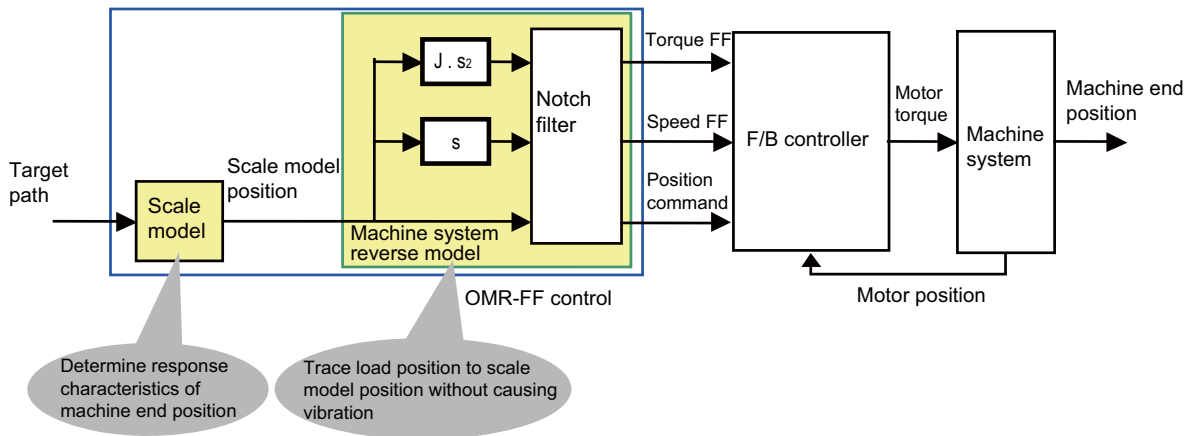 Target
path
Scale
model
Scale model
position
J . s2
s
Notch
filter
Machine system
reverse model
OMR-FF control
Torque FF
Speed FF
Position
command
F/B controller
Motor
torque
Machine
system
Machine end
position
Motor position
Determine response
characteristics of
machine end position
Trace load position to scale
model position without causing
vibration